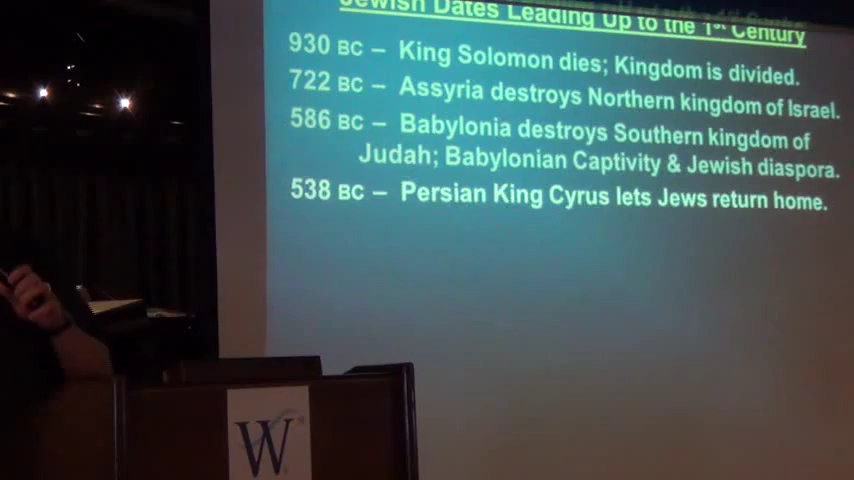 Jewish Dates Leading Up to the 1st Century
930 BC – King Solomon dies; Kingdom is divided.
722 BC – Assyria destroys Northern kingdom of Israel.
586 BC – Babylonia destroys Southern kingdom of
Judah; Babylonian Captivity & Jewish diaspora.
538 BC – Persian King Cyrus lets Jews return home.
W